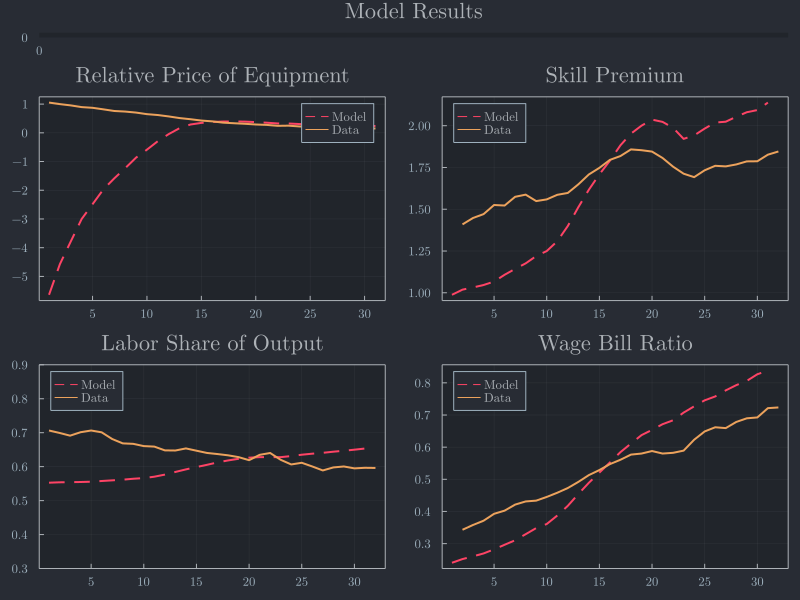 Model Results
0
0
Relative Price of Equipment
Skill Premium
1
0
−1
−2
−3
−4
−5
Model
Data
5 10 15 20 25 30
2.00
1.75
1.50
1.25
1.00
Model
Data
5 10 15 20 25 30
Labor Share of Output
Wage Bill Ratio
0.9
0.8
0.7
0.6
0.5
0.4
0.3
Model
Data
5 10 15 20 25 30
0.8
0.7
0.6
0.5
0.4
0.3
Model
Data
5 10 15 20 25 30